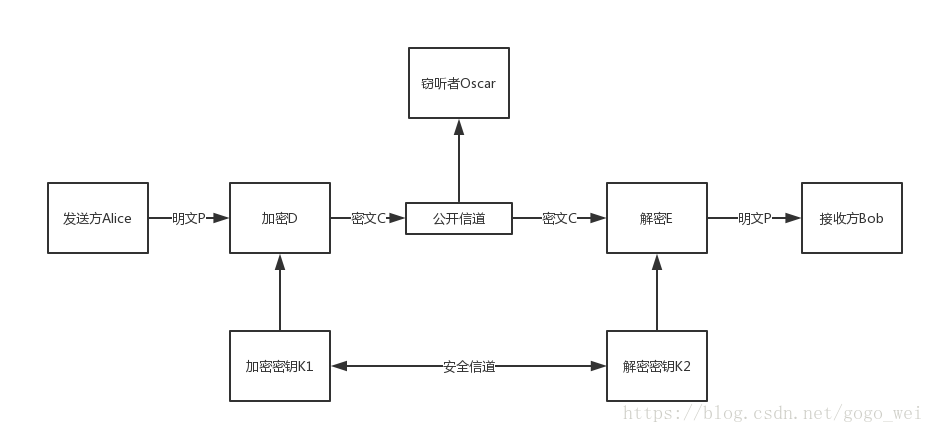 窃听者Oscar
发送方Alice
明文P
加密D
密文C
公开信道
密文C
解密E
明文P
接收方Bob
加密密钥K1
安全信道
解密密钥K2
https://blog.csdn.net/gogo_wei